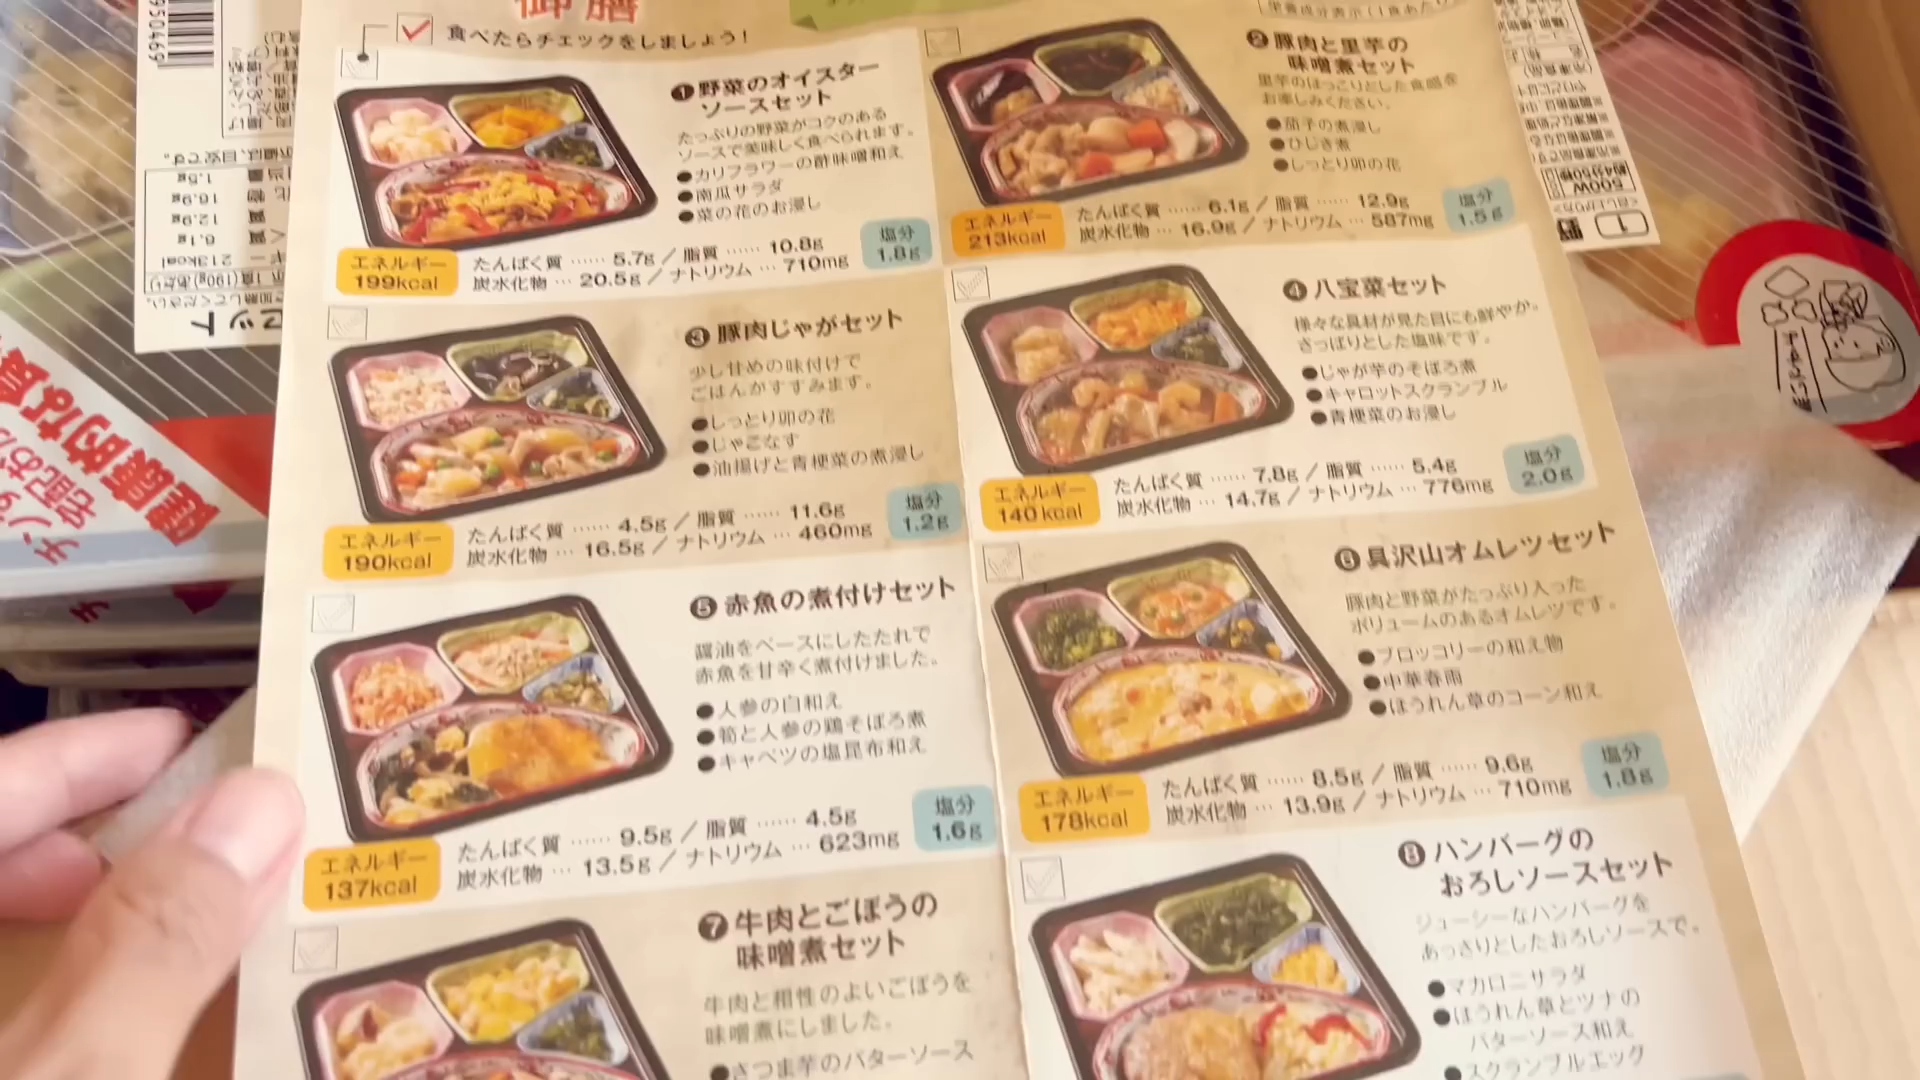 御膳
食べたらチェックをしましょう!
❶野菜のオイスター
ソースセット
たっぷりの野菜がコクのある
ソースで美味しく食べられます。
●カリフラワーの酢味噌和え
●南瓜サラダ
●菜の花のお浸し
エネルギー
199kcal
たんぱく質 …… 5.7g / 脂質 …… 10.8g
炭水化物 … 20.5g / ナトリウム … 710mg
塩分
1.8g
❷豚肉と里芋の
味噌煮セット
里芋のほっこりとした食感を
お楽しみください。
●茄子の煮浸し
●ひじき煮
●しっとり卯の花
エネルギー
213kcal
たんぱく質 …… 6.1g / 脂質 …… 12.9g
炭水化物 … 16.9g / ナトリウム … 587mg
塩分
1.5g
❸豚肉じゃがセット
少し甘めの味付けで
ごはんがすすみます。
●しっとり卯の花
●じゃこなす
●油揚げと青梗菜の煮浸し
エネルギー
190kcal
たんぱく質 …… 4.5g / 脂質 …… 11.6g
炭水化物 … 16.5g / ナトリウム … 460mg
塩分
1.2g
❹八宝菜セット
様々な具材が見た目にも鮮やか。
さっぱりとした塩味です。
●じゃが芋のそぼろ煮
●キャロットスクランブル
●青梗菜のお浸し
エネルギー
140kcal
たんぱく質 …… 7.8g / 脂質 …… 5.4g
炭水化物 … 14.7g / ナトリウム … 776mg
塩分
2.0g
❺赤魚の煮付けセット
醤油をベースにしたたれで
赤魚を甘辛く煮付けました。
●人参の白和え
●筍と人参の鶏そぼろ煮
●キャベツの塩昆布和え
エネルギー
137kcal
たんぱく質 …… 9.5g / 脂質 …… 4.5g
炭水化物 … 13.5g / ナトリウム … 623mg
塩分
1.6g
❻具沢山オムレツセット
豚肉と野菜がたっぷり入った
ボリュームのあるオムレツです。
●ブロッコリーの和え物
●中華春雨
●ほうれん草のコーン和え
エネルギー
178kcal
たんぱく質 …… 8.5g / 脂質 …… 9.6g
炭水化物 … 13.9g / ナトリウム … 710mg
塩分
1.8g
❼牛肉とごぼうの
味噌煮セット
牛肉と相性のよいごぼうを
味噌煮にしました。
●さつま芋のバターソース
❽ハンバーグの
おろしソースセット
ジューシーなハンバーグを
あっさりとしたおろしソースで。
●マカロニサラダ
●ほうれん草とツナの
バターソース和え
●スクランブルエッグ
500W
213kcal
6.1g
12.9g
16.9g
1.5g
健康的な食
宅配お